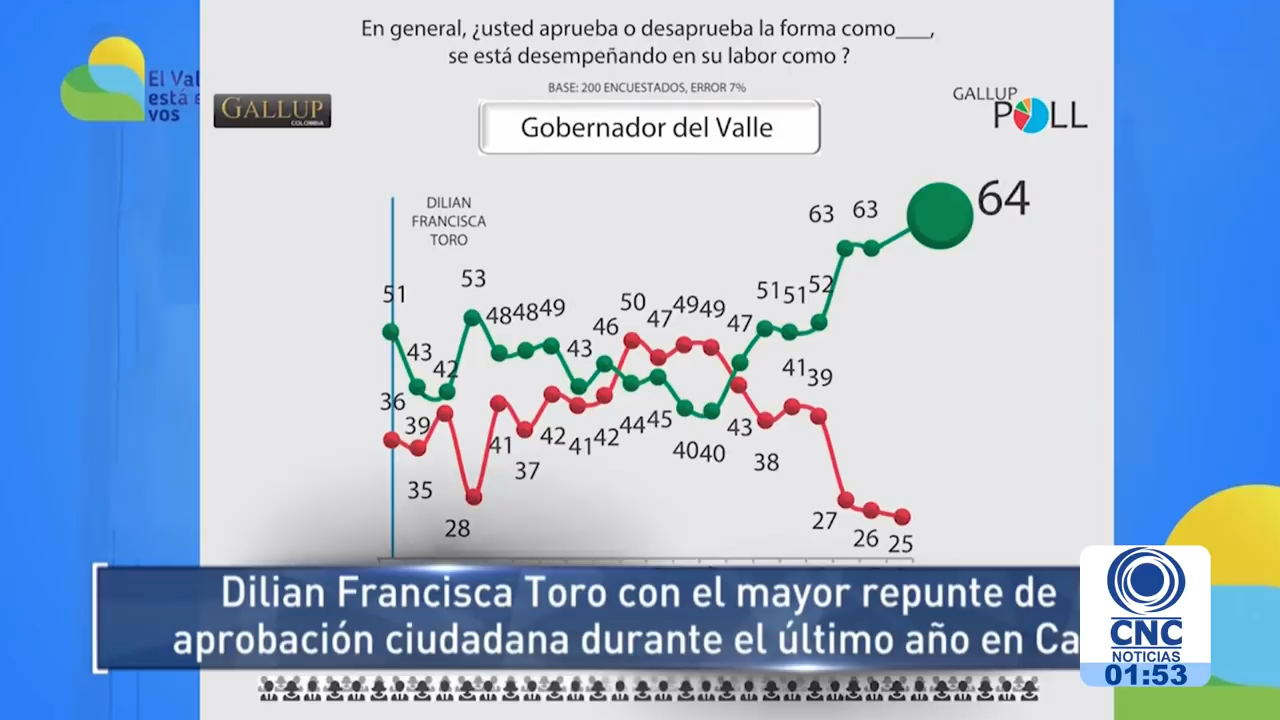 En general, ¿usted aprueba o desaprueba la forma como___,
se está desempeñando en su labor como ?
BASE: 200 ENCUESTADOS, ERROR 7%
El Val
está e
vos
GALLUP
COLOMBIA
Gobernador del Valle
GALLUP
POLL
DILIAN
FRANCISCA
TORO
64
63 63
53
51
48 48 49
50
49 49
47
47
46
43
43
42
51 51 52
36
39
35
28
41
37
42
41
42
44 45
40 40
43
38
41 39
27
26
25
Dilian Francisca Toro con el mayor repunte de
aprobación ciudadana durante el último año en Ca
CNC
NOTICIAS
01:53